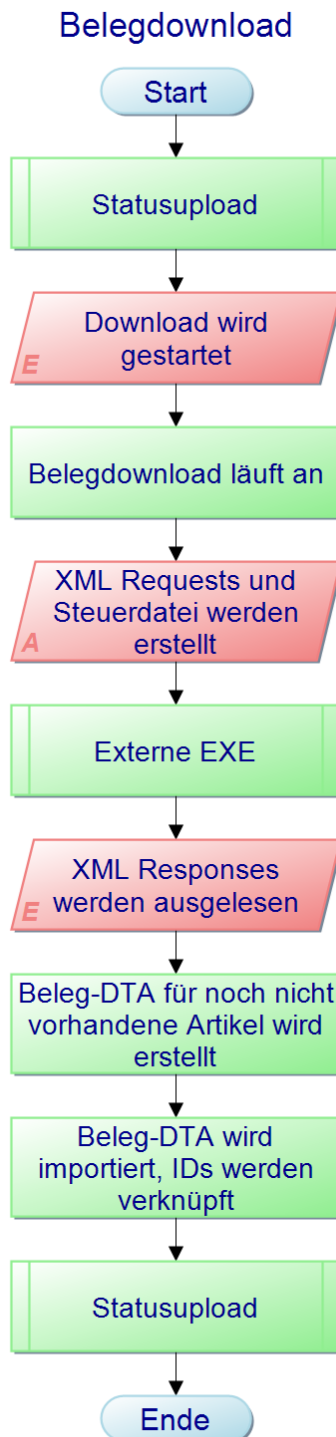 Belegdownload
Start
Statusupload
Download wird
gestartet
E
Belegdownload läuft an
XML Requests und
Steuerdatei werden
erstellt
A
Externe EXE
XML Responses
werden ausgelesen
E
Beleg-DTA für noch nicht
vorhandene Artikel wird
erstellt
Beleg-DTA wird
importiert, IDs werden
verknüpft
Statusupload
Ende